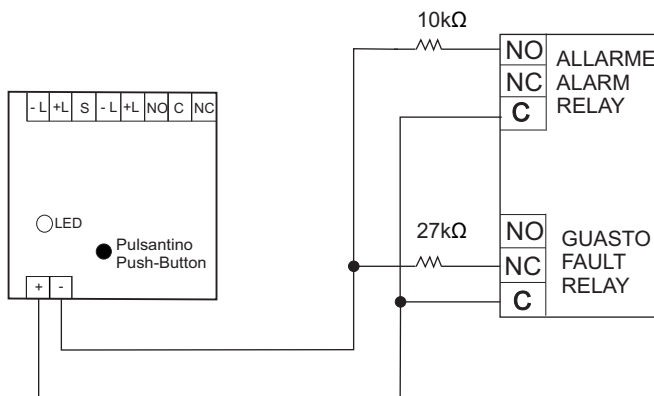 10kΩ
NO
NC
C
ALLARME
ALARM
RELAY
- L +L S - L +L NO C NC
LED
Pulsantino
Push-Button
+ -
27kΩ
NO
NC
C
GUASTO
FAULT
RELAY